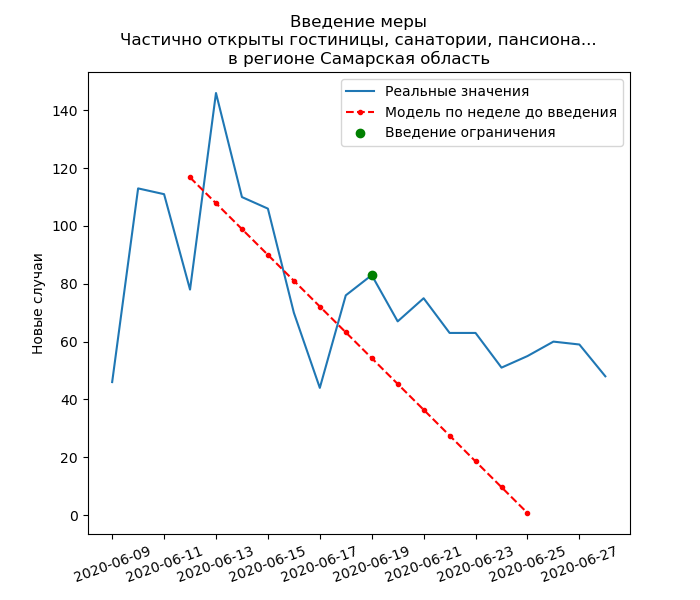 Введение меры
Частично открыты гостиницы, санатории, пансиона...
в регионе Самарская область
Реальные значения
Модель по неделе до введения
Введение ограничения
Новые случаи
140
120
100
80
60
40
20
0
2020-06-09
2020-06-11
2020-06-13
2020-06-15
2020-06-17
2020-06-19
2020-06-21
2020-06-23
2020-06-25
2020-06-27